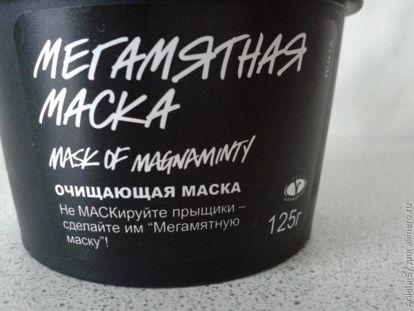 МЕГАМЯТНАЯ
МАСКА
MASK OF MAGNAMINTY
ОЧИЩАЮЩАЯ МАСКА
Не МАСКируйте прыщики –
сделайте им "Мегамятную
маску"!
125г